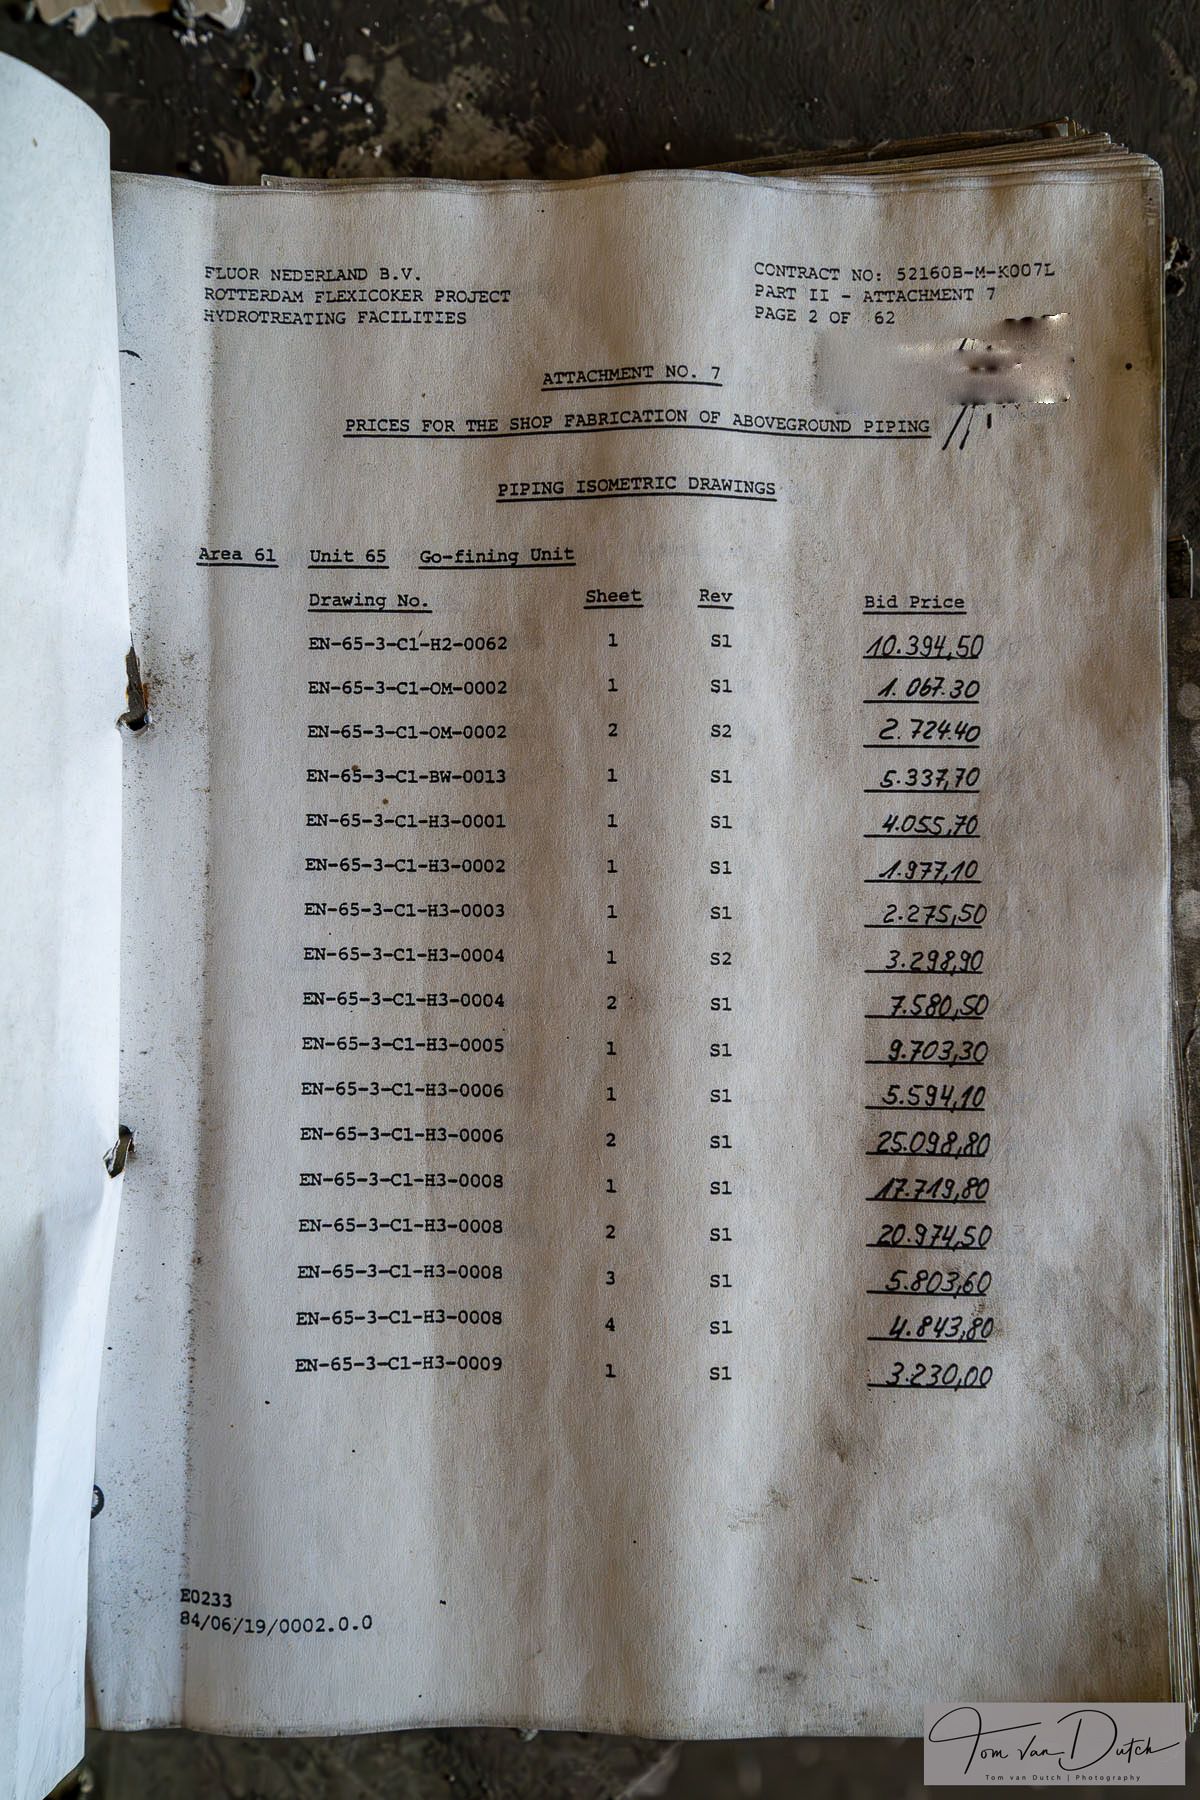 FLUOR NEDERLAND B.V.
ROTTERDAM FLEXICOKER PROJECT
HYDROTREATING FACILITIES
CONTRACT NO: 52160B-M-K007L
PART II - ATTACHMENT 7
PAGE 2 OF 62
ATTACHMENT NO. 7
PRICES FOR THE SHOP FABRICATION OF ABOVEGROUND PIPING
PIPING ISOMETRIC DRAWINGS
Area 61 Unit 65 Go-fining Unit
Drawing No. Sheet Rev Bid Price
EN-65-3-C1-H2-0062 1 S1 10.394,50
EN-65-3-C1-OM-0002 1 S1 1.067.30
EN-65-3-C1-OM-0002 2 S2 2.724.40
EN-65-3-C1-BW-0013 1 S1 5.337,70
EN-65-3-C1-H3-0001 1 S1 4.055,70
EN-65-3-C1-H3-0002 1 S1 1.977,10
EN-65-3-C1-H3-0003 1 S1 2.275,50
EN-65-3-C1-H3-0004 1 S2 3.298,90
EN-65-3-C1-H3-0004 2 S1 7.580,50
EN-65-3-C1-H3-0005 1 S1 9.703,30
EN-65-3-C1-H3-0006 1 S1 5.594,10
EN-65-3-C1-H3-0006 2 S1 25.098,80
EN-65-3-C1-H3-0008 1 S1 17.719,80
EN-65-3-C1-H3-0008 2 S1 20.974,50
EN-65-3-C1-H3-0008 3 S1 5.803,60
EN-65-3-C1-H3-0008 4 S1 4.843,80
EN-65-3-C1-H3-0009 1 S1 3.230,00
E0233
84/06/19/0002.0.0
Tom van Dutch
Tom van Dutch | Photography